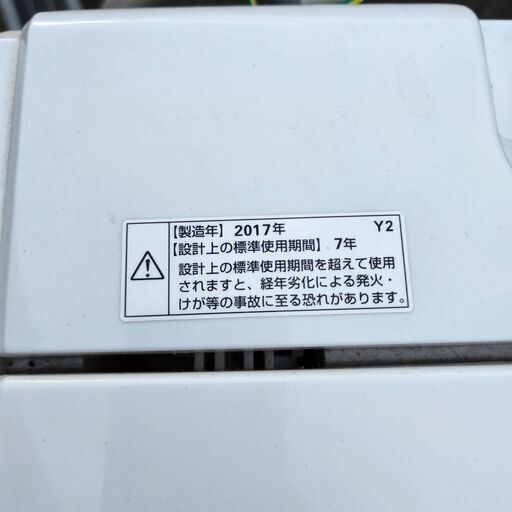 【製造年】 2017年 Y2
【設計上の標準使用期間】 7年
設計上の標準使用期間を超えて使用
されますと、経年劣化による発火・
けが等の事故に至る恐れがあります。